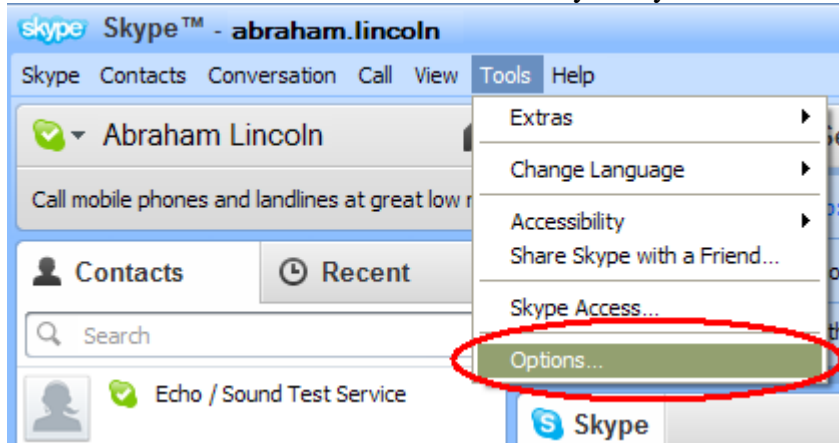 skype Skype™ - abraham.lincoln
Skype Contacts Conversation Call View Tools Help
Abraham Lincoln
Call mobile phones and landlines at great low
Extras
Change Language
Accessibility
Share Skype with a Friend...
Skype Access...
Options...
Contacts Recent
Search
Echo / Sound Test Service
Skype